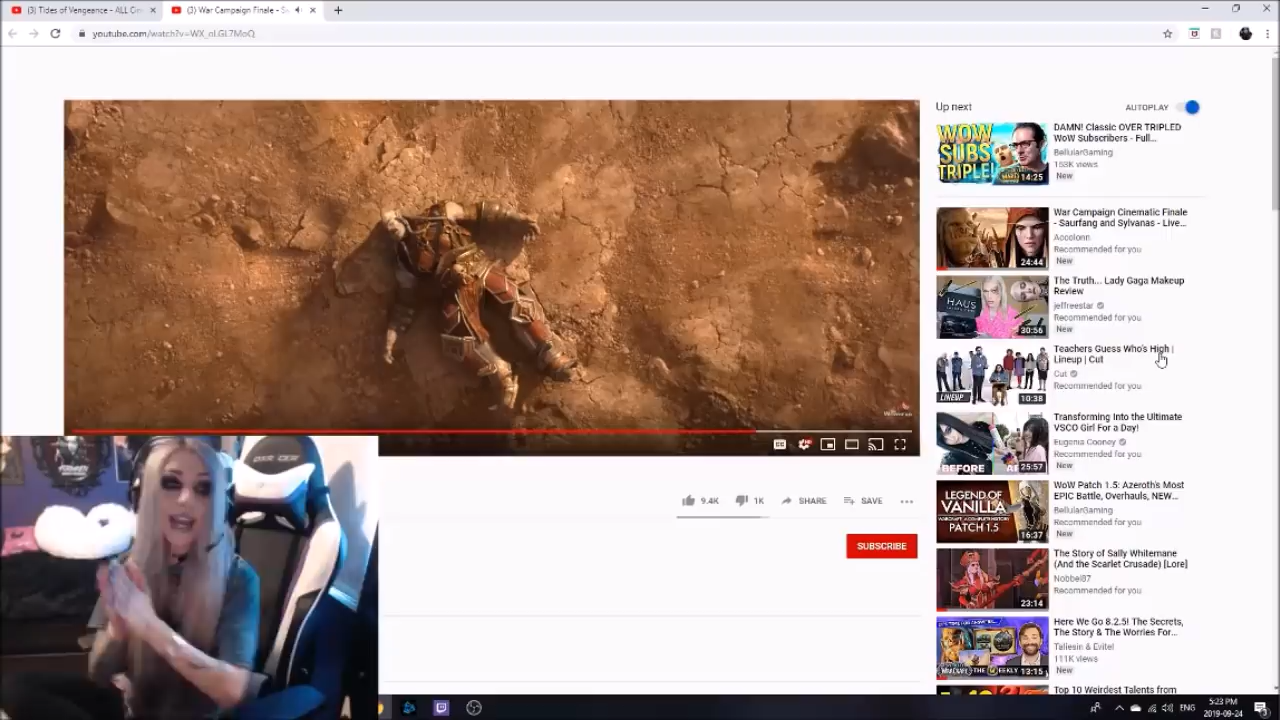 (3) Tides of Vengeance - ALL Cin
(3) War Campaign Finale - S
youtube.com/watch?v=WX_oLGL7MoQ
Up next
AUTOPLAY
WOW
SUBS
TRIPLE!
14:25
DAMN! Classic OVER TRIPLED
WoW Subscribers - Full...
BellularGaming
153K views
New
24:44
War Campaign Cinematic Finale
- Saurfang and Sylvanas - Live...
Accolonn
Recommended for you
New
HAUS
30:56
The Truth... Lady Gaga Makeup
Review
jeffreestar
Recommended for you
New
LINEUP
10:38
Teachers Guess Who's High |
Lineup | Cut
Cut
Recommended for you
BEFORE
25:57
Transforming Into the Ultimate
VSCO Girl For a Day!
Eugenia Cooney
Recommended for you
New
LEGEND OF
VANILLA
PATCH 1.5
16:37
WoW Patch 1.5: Azeroth's Most
EPIC Battle, Overhauls, NEW...
BellularGaming
Recommended for you
New
23:14
The Story of Sally Whitemane
(And the Scarlet Crusade) [Lore]
Nobbel87
Recommended for you
THE WEEKLY
13:15
Here We Go 8.2.5! The Secrets,
The Story & The Worries For...
Taliesin & Evitel
111K views
New
Top 10 Weirdest Talents from
9.4K
1K
SHARE
SAVE
SUBSCRIBE
ENG
5:23 PM
2019-09-24